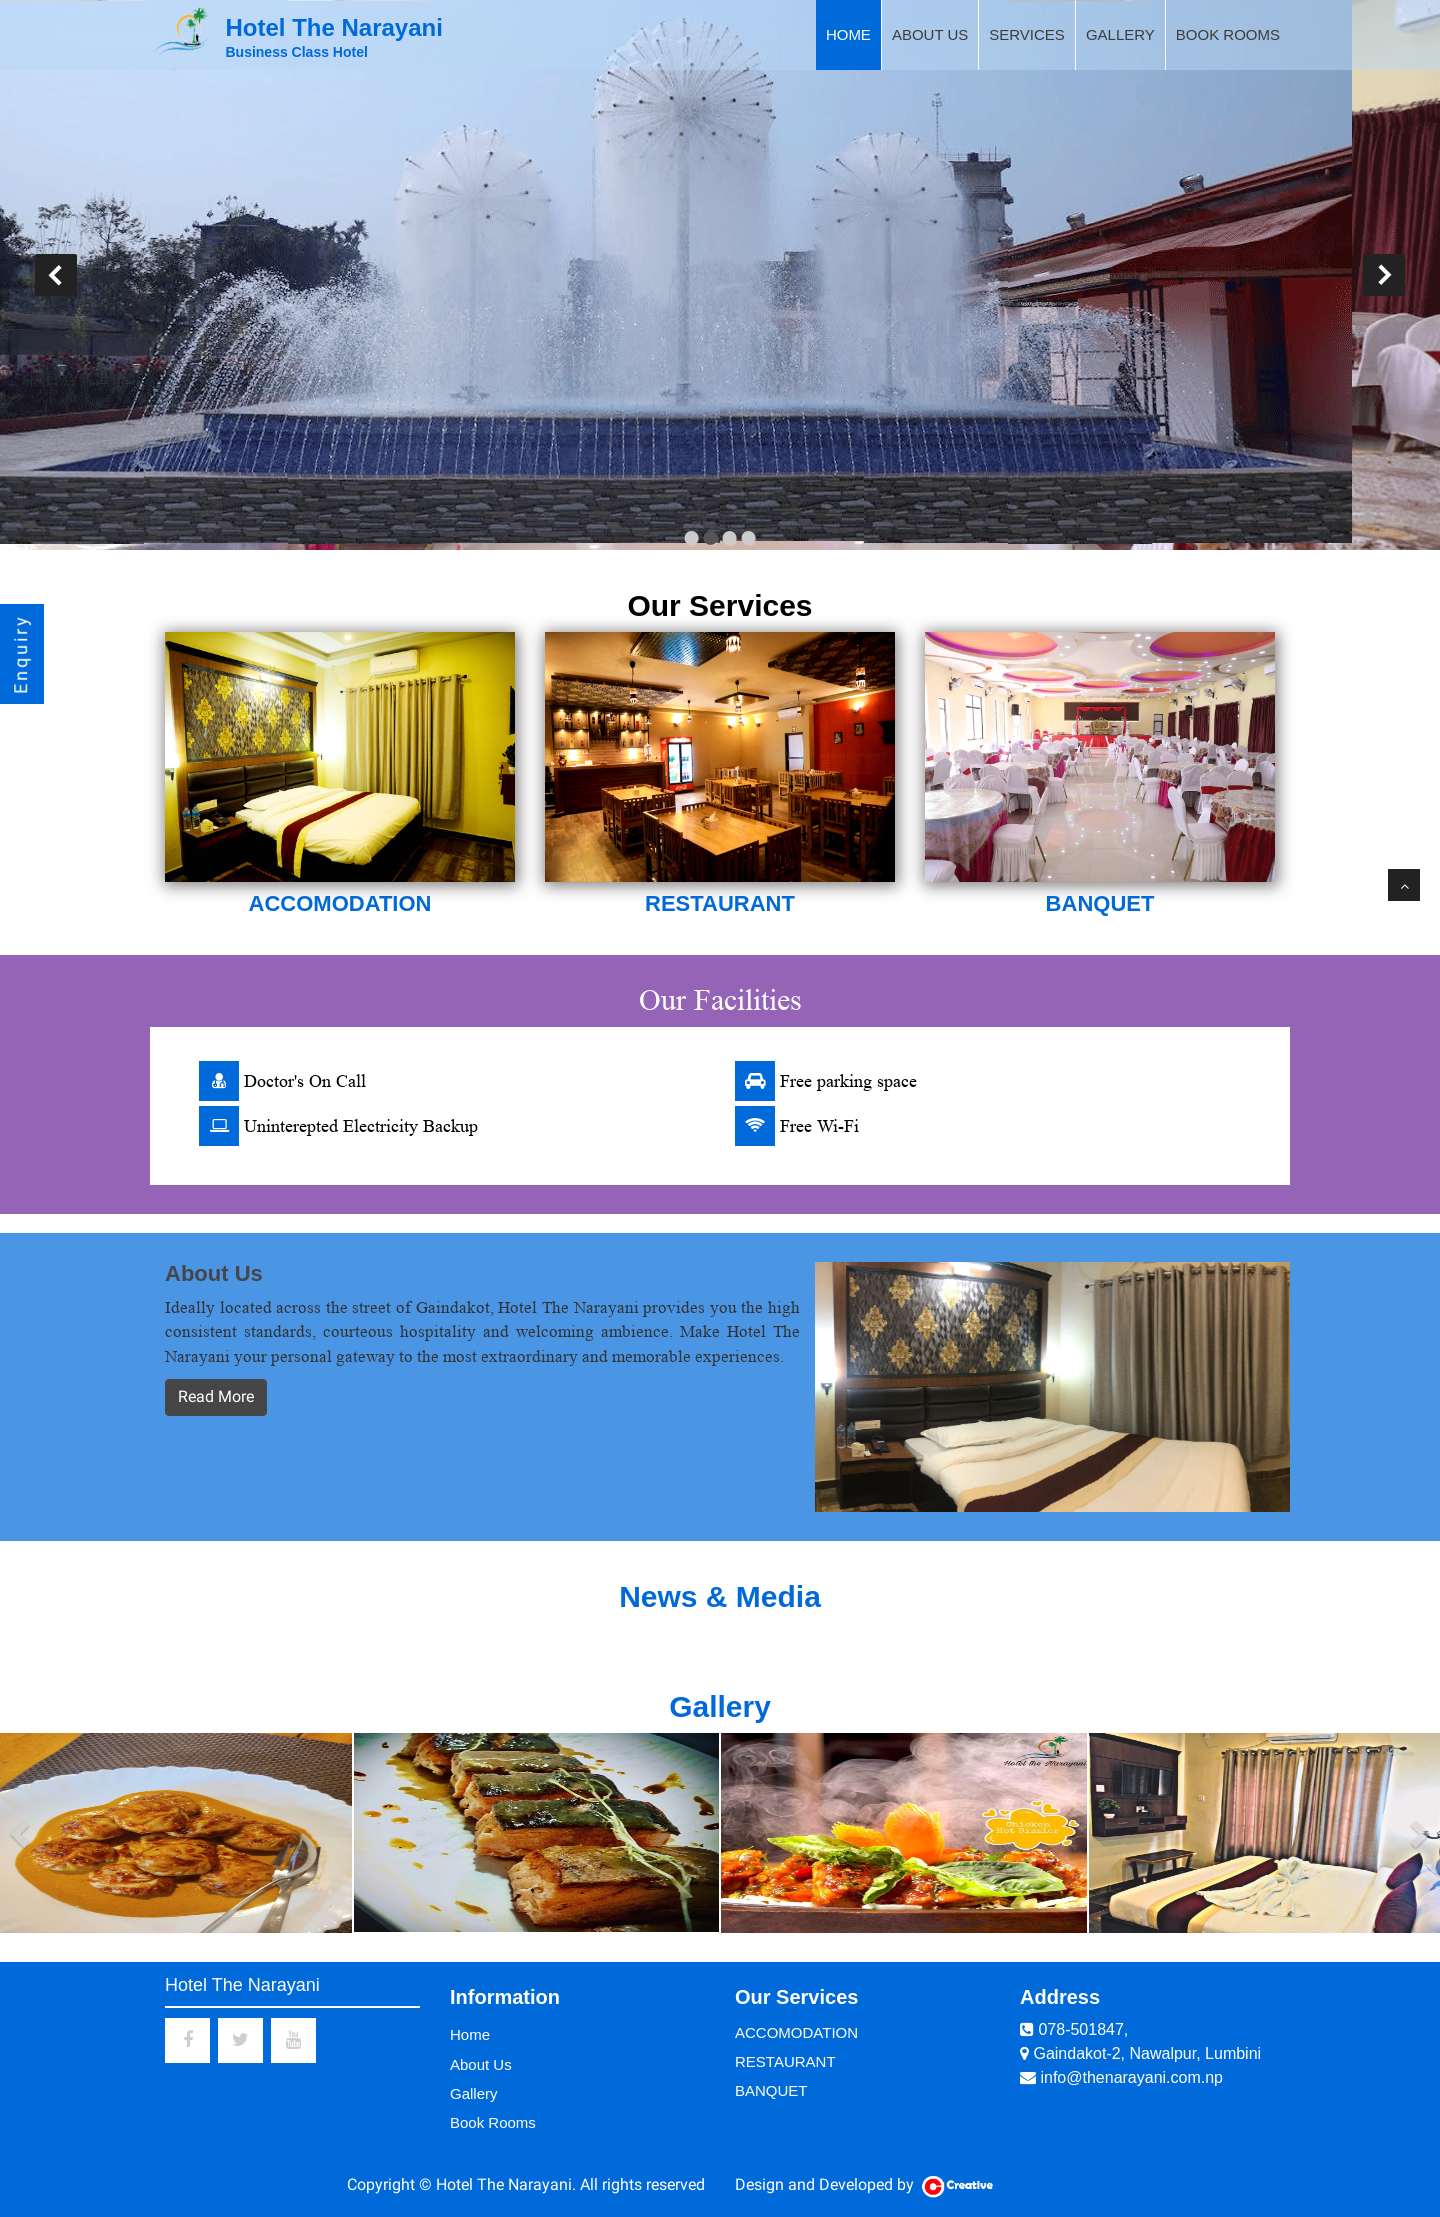 Hotel The Narayani
Business Class Hotel
HOME
ABOUT US
SERVICES
GALLERY
BOOK ROOMS
Enquiry
Our Services
ACCOMODATION
RESTAURANT
BANQUET
Our Facilities
Doctor's On Call
Free parking space
Uninterepted Electricity Backup
Free Wi-Fi
About Us
Ideally located across the street of Gaindakot, Hotel The Narayani provides you the high
consistent standards, courteous hospitality and welcoming ambience. Make Hotel The
Narayani your personal gateway to the most extraordinary and memorable experiences.
Read More
News & Media
Gallery
Hotel the Narayani
Chicken
Hot Sizzler
Hotel The Narayani
You
Tube
Information
Home
About Us
Gallery
Book Rooms
Our Services
ACCOMODATION
RESTAURANT
BANQUET
Address
078-501847,
Gaindakot-2, Nawalpur, Lumbini
info@thenarayani.com.np
Copyright © Hotel The Narayani. All rights reserved
Design and Developed by
Creative